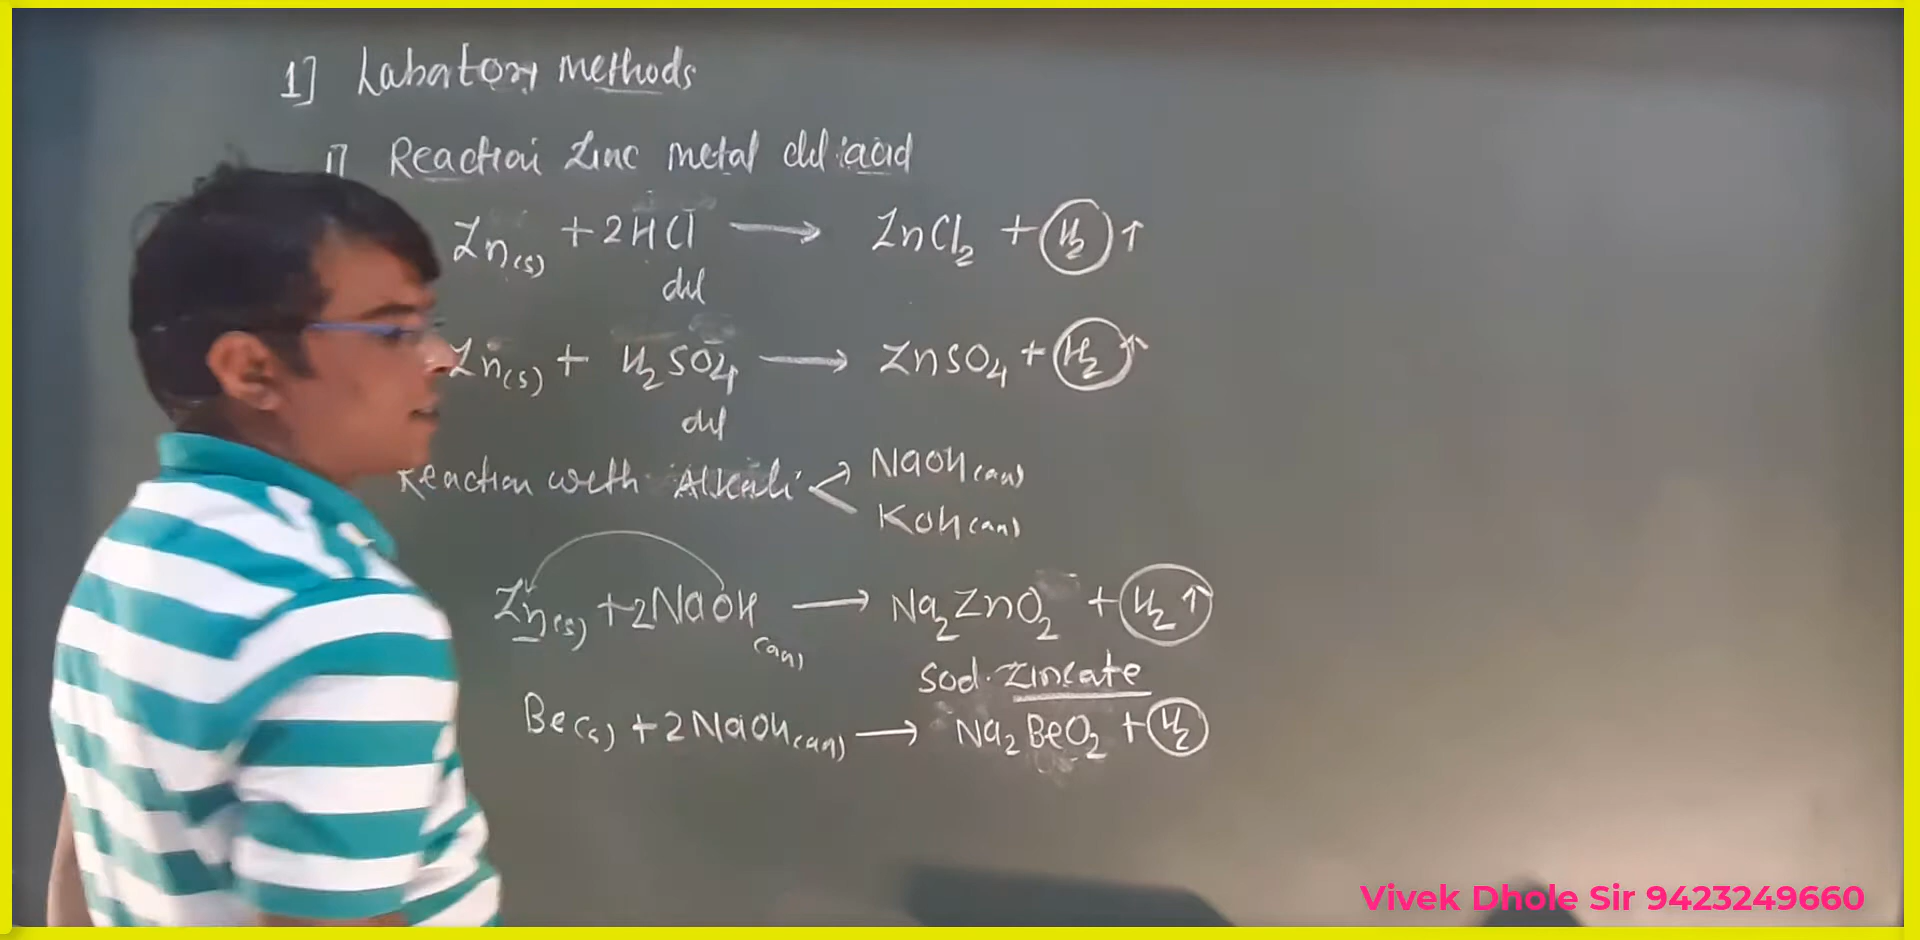 1] Labatory methods
1] Reaction Zinc metal dil acid
Zn(s) + 2HCl ⟶ ZnCl₂ + H₂ ↑
dil
Zn(s) + H₂SO₄ ⟶ ZnSO₄ + H₂ ↑
dil
Reaction with Alkali < NaOH(aq)
KOH(aq)
Zn(s) + 2NaOH(aq) ⟶ Na₂ZnO₂ + H₂ ↑
Sod. Zincate
Be(s) + 2NaOH(aq) ⟶ Na₂BeO₂ + H₂
Vivek Dhole Sir 9423249660